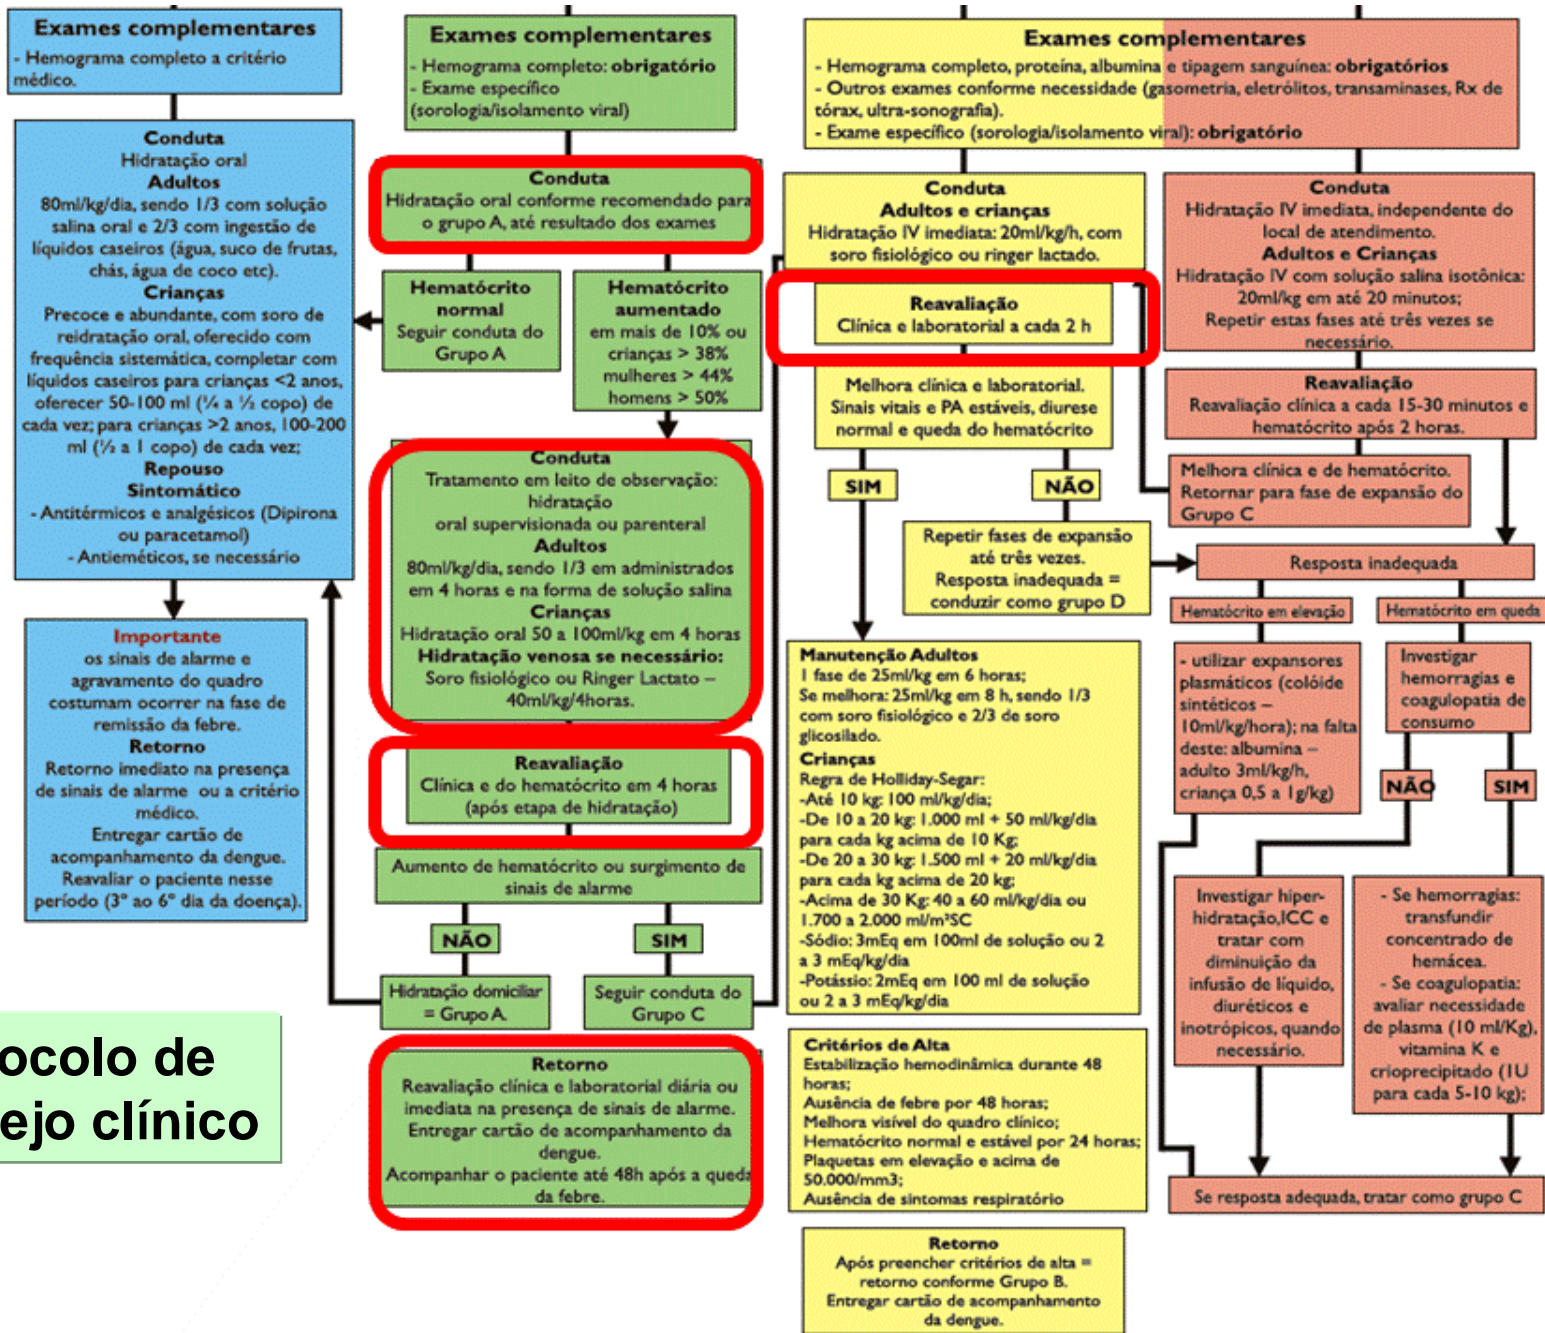 Exames complementares
- Hemograma completo a critério
médico.
Conduta
Hidratação oral
Adultos
80ml/kg/dia, sendo 1/3 com solução
salina oral e 2/3 com ingestão de
líquidos caseiros (água, suco de frutas,
chás, água de coco etc).
Crianças
Precoce e abundante, com soro de
reidratação oral, oferecido com
frequência sistemática, completar com
líquidos caseiros para crianças <2 anos,
oferecer 50-100 ml (¼ a ½ copo) de
cada vez; para crianças >2 anos, 100-200
ml (½ a 1 copo) de cada vez;
Repouso
Sintomático
- Antitérmicos e analgésicos (Dipirona
ou paracetamol)
- Antieméticos, se necessário
Importante
os sinais de alarme e
agravamento do quadro
costumam ocorrer na fase de
remissão da febre.
Retorno
Retorno imediato na presença
de sinais de alarme ou a critério
médico.
Entregar cartão de
acompanhamento da dengue.
Reavaliar o paciente nesse
período (3º ao 6º dia da doença).
ocolo de
ejo clínico
Exames complementares
- Hemograma completo: obrigatório
- Exame específico
(sorologia/isolamento viral)
Conduta
Hidratação oral conforme recomendado para
o grupo A, até resultado dos exames
Hematócrito
normal
Seguir conduta do
Grupo A
Hematócrito
aumentado
em mais de 10% ou
crianças > 38%
mulheres > 44%
homens > 50%
Conduta
Tratamento em leito de observação:
hidratação
oral supervisionada ou parenteral
Adultos
80ml/kg/dia, sendo 1/3 em administrados
em 4 horas e na forma de solução salina
Crianças
Hidratação oral 50 a 100ml/kg em 4 horas
Hidratação venosa se necessário:
Soro fisiológico ou Ringer Lactato –
40ml/kg/4horas.
Reavaliação
Clínica e do hematócrito em 4 horas
(após etapa de hidratação)
Aumento de hematócrito ou surgimento de
sinais de alarme
NÃO
SIM
Hidratação domiciliar
= Grupo A.
Seguir conduta do
Grupo C
Retorno
Reavaliação clínica e laboratorial diária ou
imediata na presença de sinais de alarme.
Entregar cartão de acompanhamento da
dengue.
Acompanhar o paciente até 48h após a queda
da febre.
Exames complementares
- Hemograma completo, proteína, albumina e tipagem sanguínea: obrigatórios
- Outros exames conforme necessidade (gasometria, eletrólitos, transaminases, Rx de
tórax, ultra-sonografia).
- Exame específico (sorologia/isolamento viral): obrigatório
Conduta
Adultos e crianças
Hidratação IV imediata: 20ml/kg/h, com
soro fisiológico ou ringer lactado.
Reavaliação
Clínica e laboratorial a cada 2 h
Melhora clínica e laboratorial.
Sinais vitais e PA estáveis, diurese
normal e queda do hematócrito
SIM
NÃO
Repetir fases de expansão
até três vezes.
Resposta inadequada =
conduzir como grupo D
Manutenção Adultos
1 fase de 25ml/kg em 6 horas;
Se melhora: 25ml/kg em 8 h, sendo 1/3
com soro fisiológico e 2/3 de soro
glicosilado.
Crianças
Regra de Holliday-Segar:
-Até 10 kg: 100 ml/kg/dia;
-De 10 a 20 kg: 1.000 ml + 50 ml/kg/dia
para cada kg acima de 10 Kg;
-De 20 a 30 kg: 1.500 ml + 20 ml/kg/dia
para cada kg acima de 20 kg;
-Acima de 30 Kg: 40 a 60 ml/kg/dia ou
1.700 a 2.000 ml/m²SC
-Sódio: 3mEq em 100ml de solução ou 2
a 3 mEq/kg/dia
-Potássio: 2mEq em 100 ml de solução
ou 2 a 3 mEq/kg/dia
Critérios de Alta
Estabilização hemodinâmica durante 48
horas;
Ausência de febre por 48 horas;
Melhora visível do quadro clínico;
Hematócrito normal e estável por 24 horas;
Plaquetas em elevação e acima de
50.000/mm3;
Ausência de sintomas respiratório
Retorno
Após preencher critérios de alta =
retorno conforme Grupo B.
Entregar cartão de acompanhamento
da dengue.
Conduta
Hidratação IV imediata, independente do
local de atendimento.
Adultos e Crianças
Hidratação IV com solução salina isotônica:
20ml/kg em até 20 minutos;
Repetir estas fases até três vezes se
necessário.
Reavaliação
Reavaliação clínica a cada 15-30 minutos e
hematócrito após 2 horas.
Melhora clínica e de hematócrito.
Retornar para fase de expansão do
Grupo C
Resposta inadequada
Hematócrito em elevação
Hematócrito em queda
- utilizar expansores
plasmáticos (colóide
sintéticos –
10ml/kg/hora); na falta
deste: albumina –
adulto 3ml/kg/h,
criança 0,5 a 1g/kg)
Investigar
hemorragias e
coagulopatia de
consumo
NÃO
SIM
Investigar hiper-
hidratação,ICC e
tratar com
diminuição da
infusão de líquido,
diuréticos e
inotrópicos, quando
necessário.
- Se hemorragias:
transfundir
concentrado de
hemácea.
- Se coagulopatia:
avaliar necessidade
de plasma (10 ml/Kg),
vitamina K e
crioprecipitado (1U
para cada 5-10 kg);
Se resposta adequada, tratar como grupo C